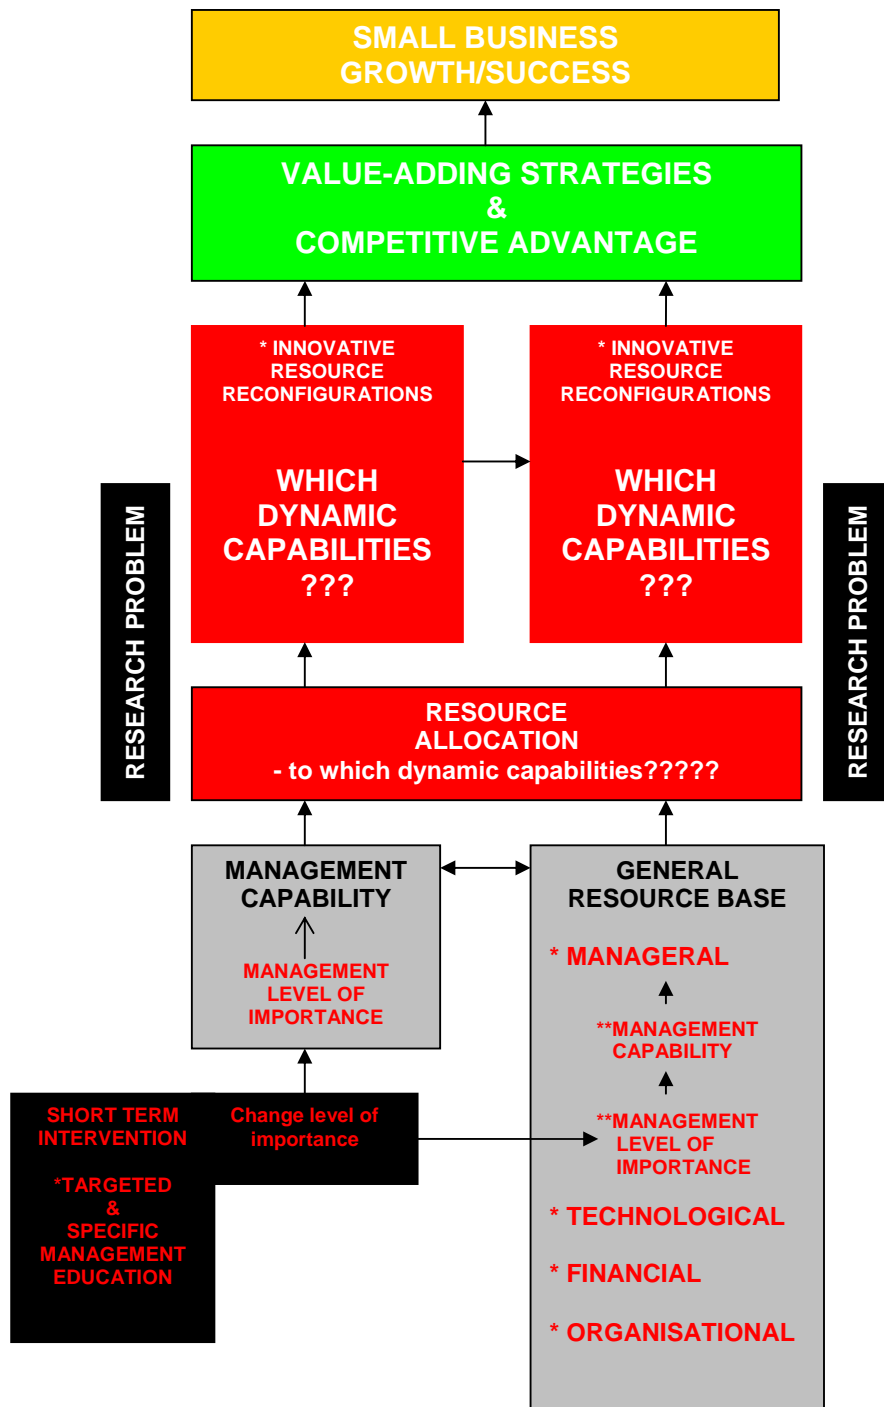 SMALL BUSINESS
GROWTH/SUCCESS
VALUE-ADDING STRATEGIES
&
COMPETITIVE ADVANTAGE
* INNOVATIVE
RESOURCE
RECONFIGURATIONS
WHICH
DYNAMIC
CAPABILITIES
???
* INNOVATIVE
RESOURCE
RECONFIGURATIONS
WHICH
DYNAMIC
CAPABILITIES
???
RESEARCH PROBLEM
RESEARCH PROBLEM
RESOURCE
ALLOCATION
- to which dynamic capabilities?????
MANAGEMENT
CAPABILITY
MANAGEMENT
LEVEL OF
IMPORTANCE
GENERAL
RESOURCE BASE
* MANAGERAL
**MANAGEMENT
CAPABILITY
**MANAGEMENT
LEVEL OF
IMPORTANCE
* TECHNOLOGICAL
* FINANCIAL
* ORGANISATIONAL
SHORT TERM
INTERVENTION
*TARGETED
&
SPECIFIC
MANAGEMENT
EDUCATION
Change level of
importance